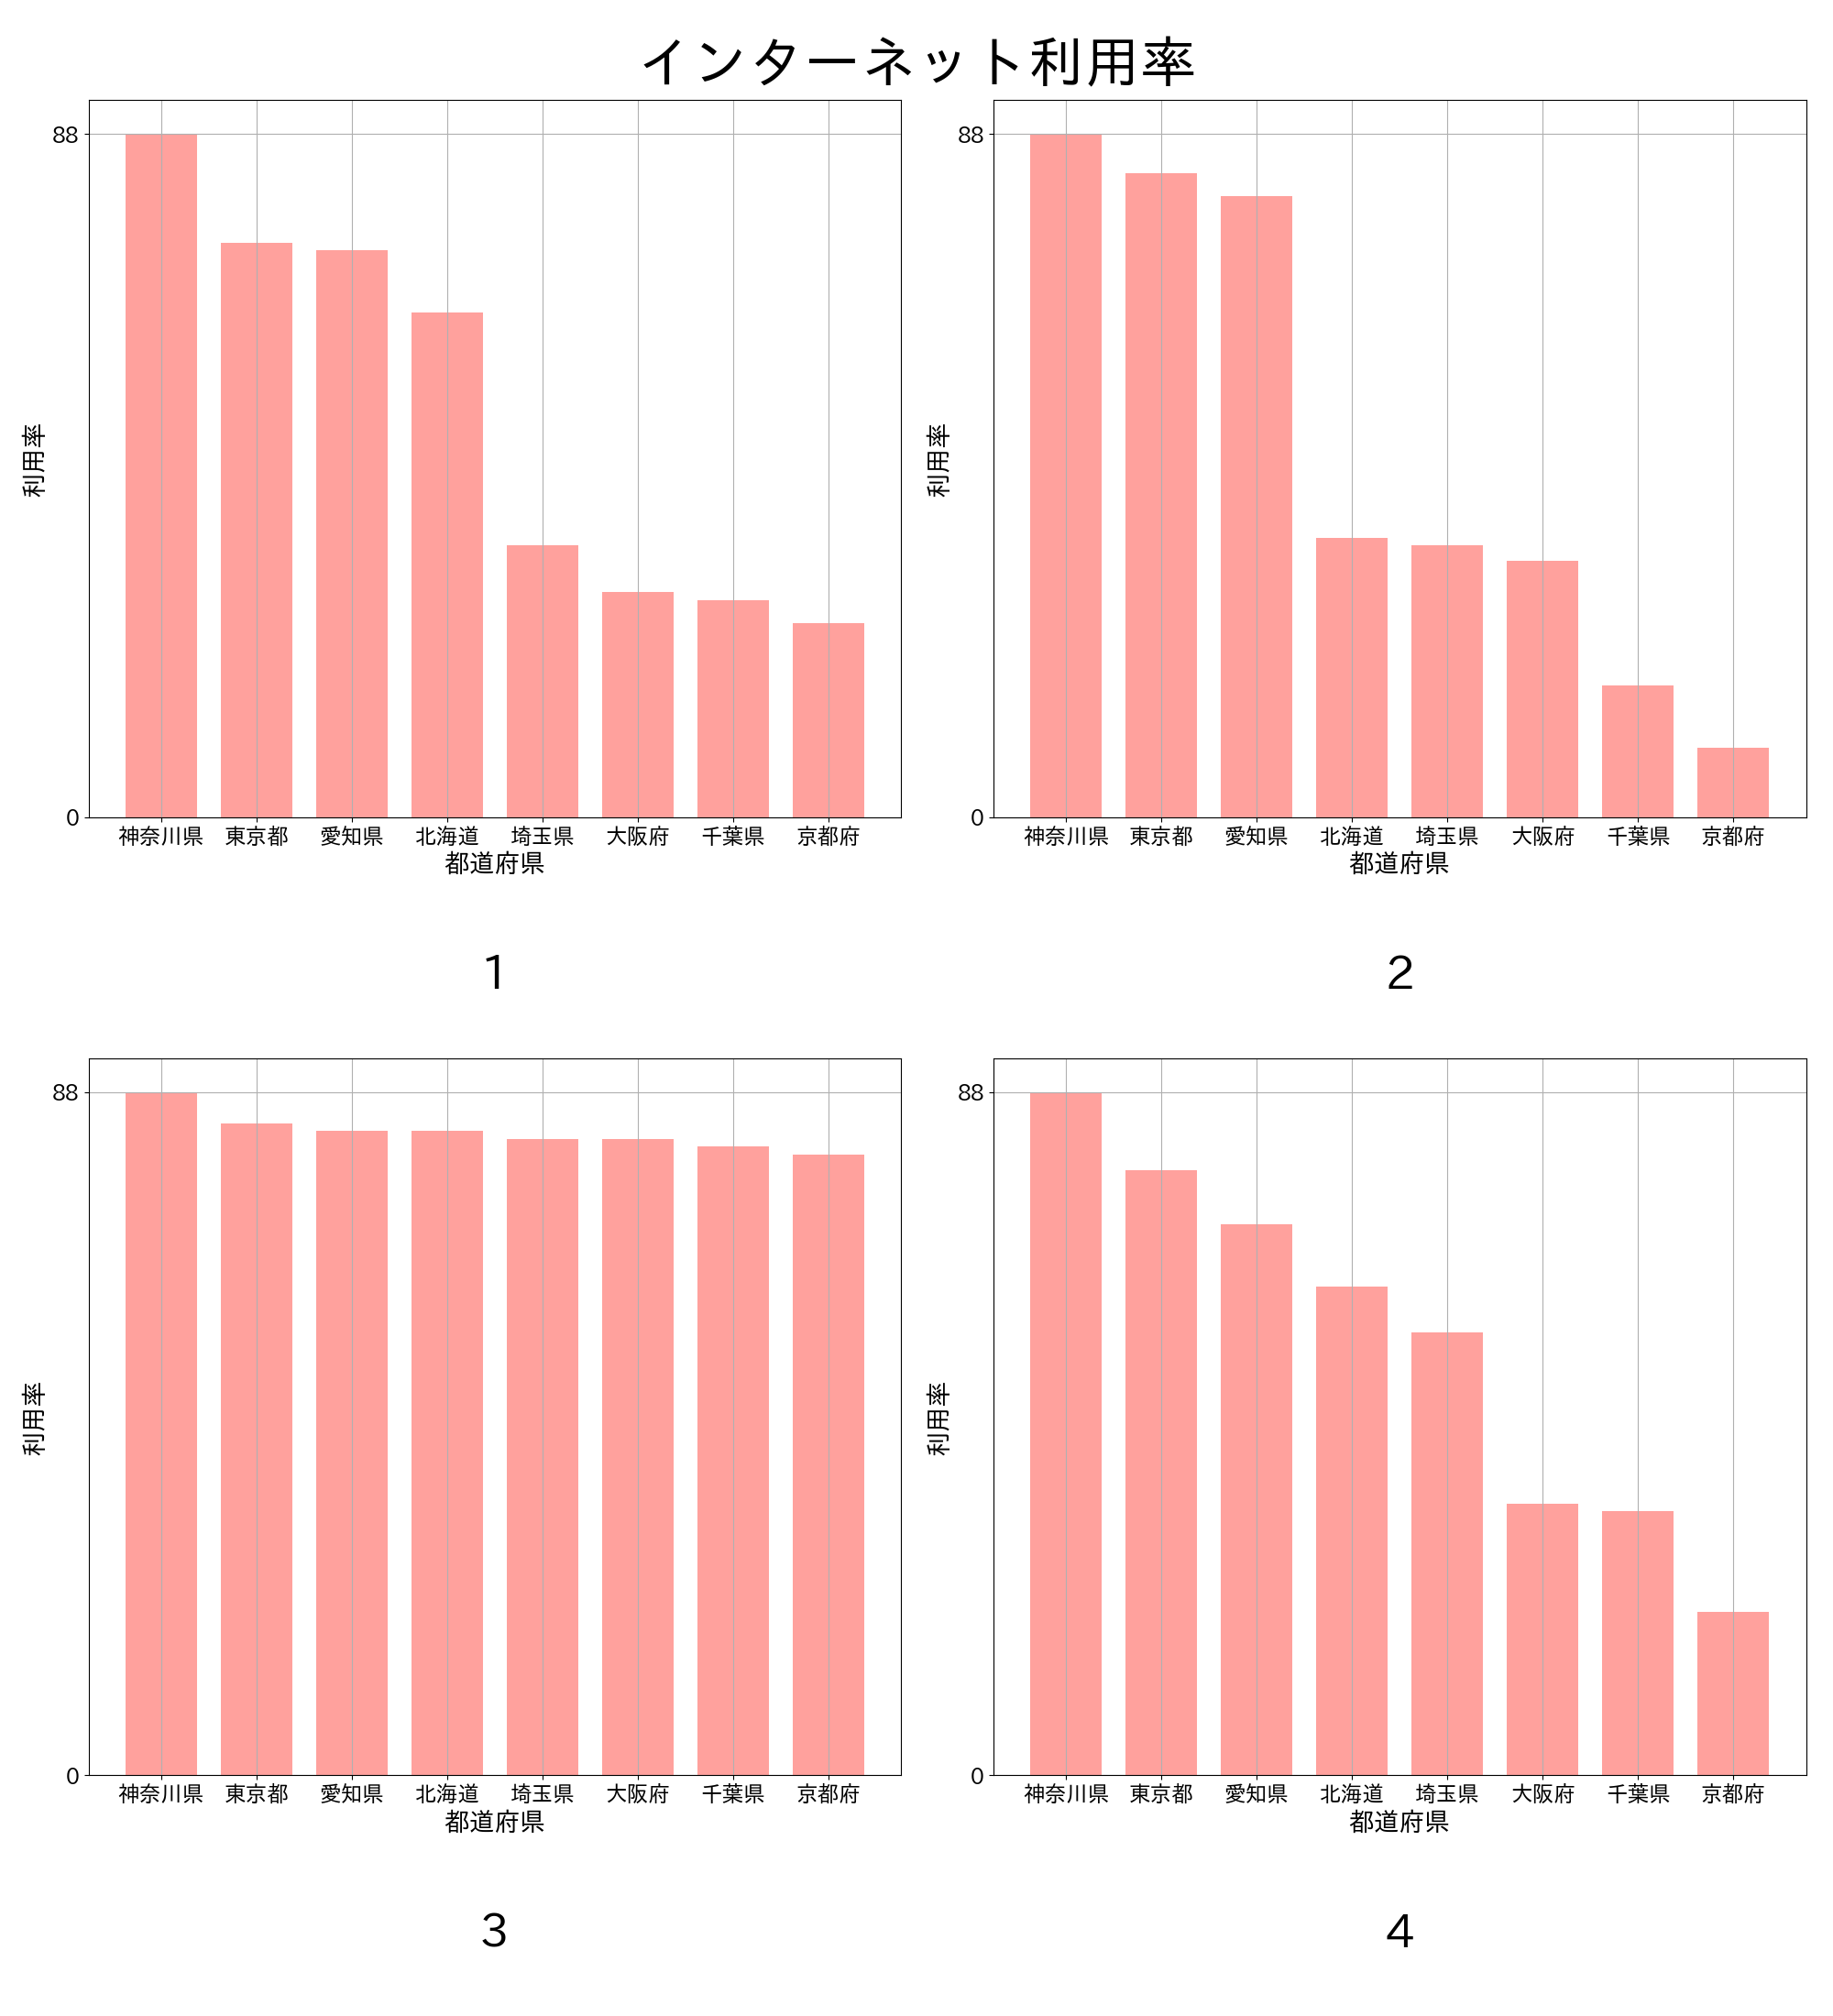 インターネット利用率
88
0
利用率
神奈川県 東京都 愛知県 北海道 埼玉県 大阪府 千葉県 京都府
都道府県
1
88
0
利用率
神奈川県 東京都 愛知県 北海道 埼玉県 大阪府 千葉県 京都府
都道府県
2
88
0
利用率
神奈川県 東京都 愛知県 北海道 埼玉県 大阪府 千葉県 京都府
都道府県
3
88
0
利用率
神奈川県 東京都 愛知県 北海道 埼玉県 大阪府 千葉県 京都府
都道府県
4